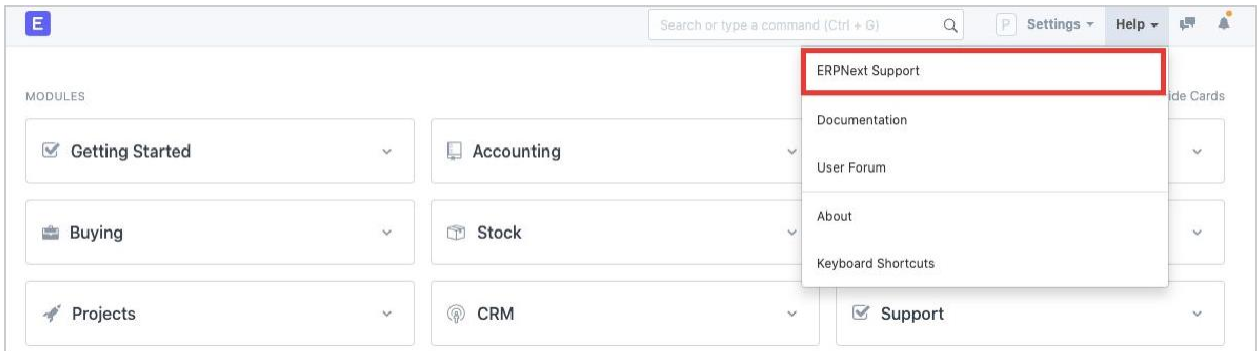 E
Search or type a command (Ctrl + G)
P Settings Help
ERPNext Support
MODULES
ide Cards
Documentation
Getting Started
Accounting
User Forum
About
Buying
Stock
Keyboard Shortcuts
Projects
CRM
Support